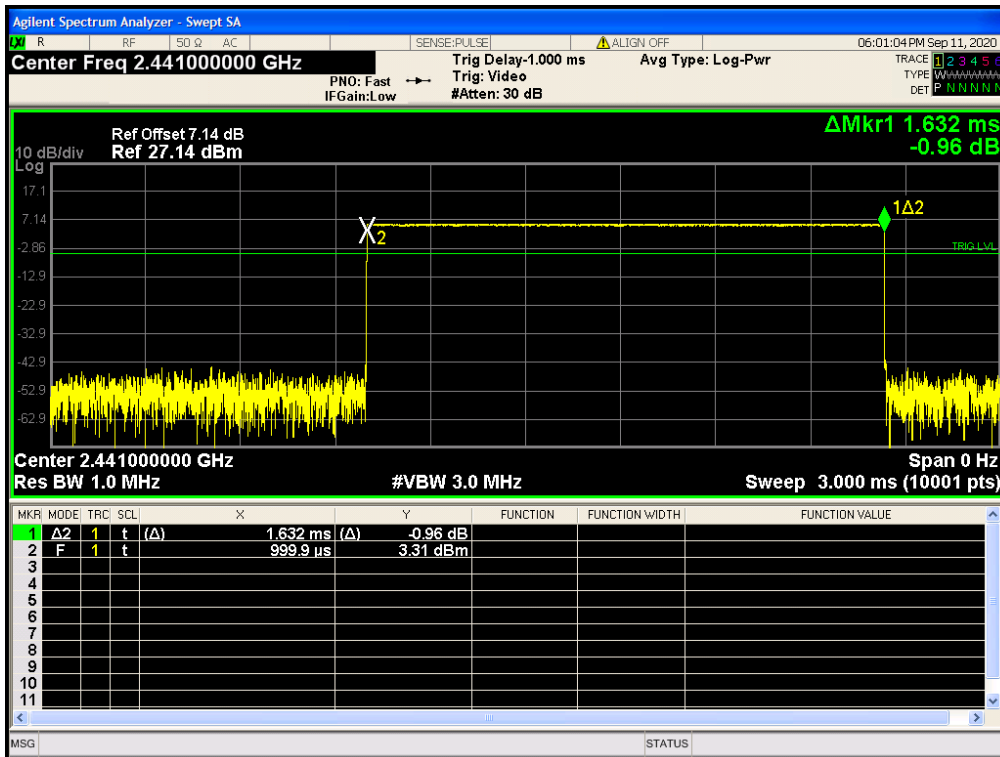 Agilent Spectrum Analyzer - Swept SA
LXI R RF 50 Ω AC SENSE:PULSE ALIGN OFF 06:01:04 PM Sep 11, 2020
Center Freq 2.441000000 GHz
PNO: Fast
IFGain:Low
Trig Delay-1.000 ms
Trig: Video
#Atten: 30 dB
Avg Type: Log-Pwr
TRACE 1 2 3 4 5 6
TYPE
DET P N N N N N
ΔMkr1 1.632 ms
-0.96 dB
Ref Offset 7.14 dB
10 dB/div Ref 27.14 dBm
Log
17.1
7.14
-2.86
-12.9
-22.9
-32.9
-42.9
-52.9
-62.9
X2
1Δ2
TRIG LVL
Center 2.441000000 GHz Span 0 Hz
Res BW 1.0 MHz #VBW 3.0 MHz Sweep 3.000 ms (10001 pts)
MKR MODE TRC SCL X Y FUNCTION FUNCTION WIDTH FUNCTION VALUE
1 Δ2 1 t (Δ) 1.632 ms (Δ) -0.96 dB
2 F 1 t 999.9 µs 3.31 dBm
3
4
5
6
7
8
9
10
11
MSG STATUS